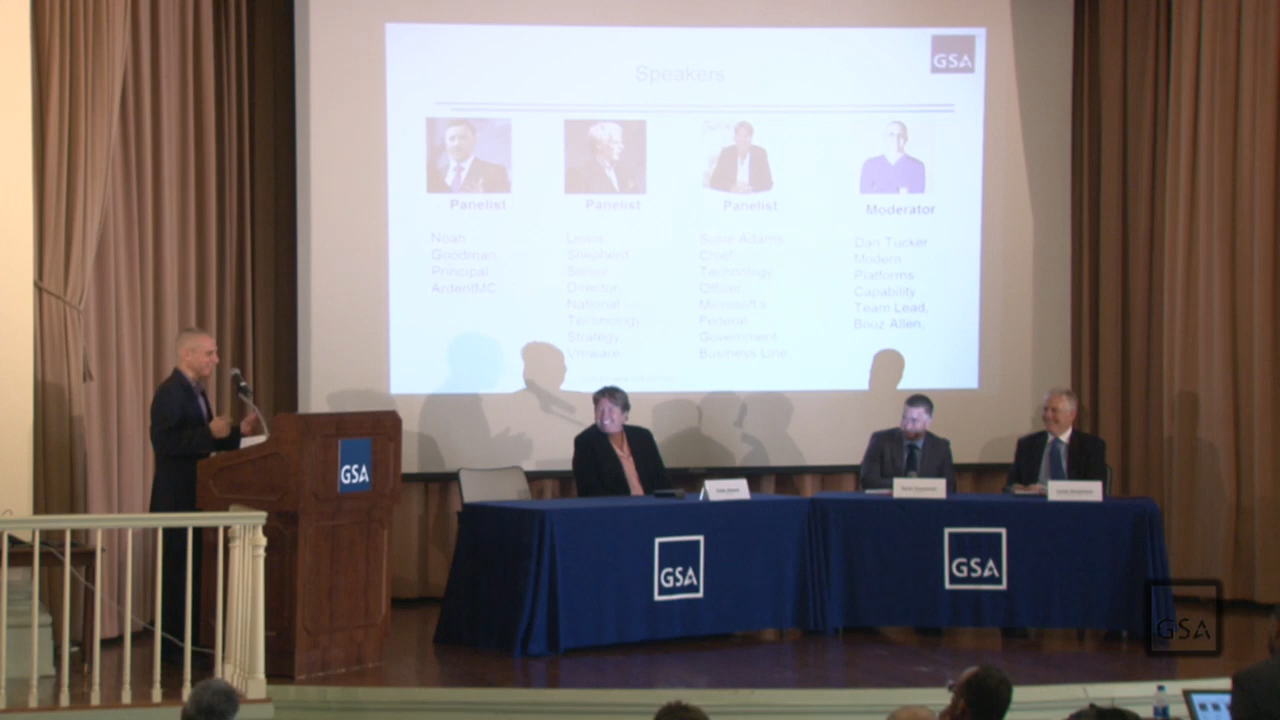 GSA
Speakers
Panelist
Noah
Goodman,
Principal
ArdentMC
Panelist
Lewis
Shepherd
Senior
Director,
National
Technology
Strategy,
Vmware
Panelist
Susie Adams
Chief
Technology
Officer,
Microsoft's
Federal
Government
Business Line
Moderator
Dan Tucker
Modern
Platforms
Capability
Team Lead,
Booz Allen,
GSA
GSA
GSA
GSA